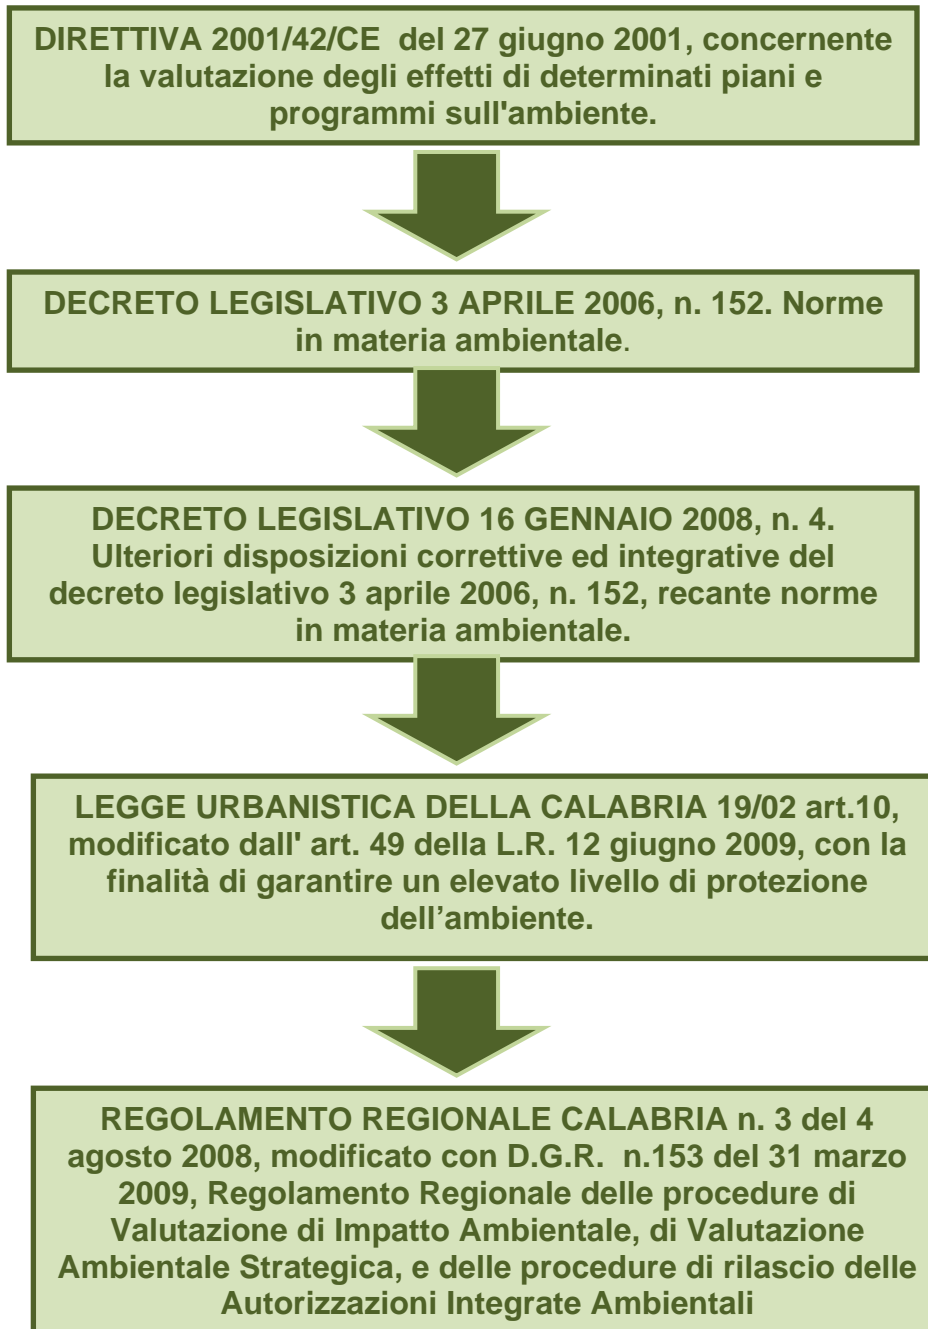 DIRETTIVA 2001/42/CE  del 27 giugno 2001, concernente
la valutazione degli effetti di determinati piani e
programmi sull'ambiente.
DECRETO LEGISLATIVO 3 APRILE 2006, n. 152. Norme
in materia ambientale.
DECRETO LEGISLATIVO 16 GENNAIO 2008, n. 4.
Ulteriori disposizioni correttive ed integrative del
decreto legislativo 3 aprile 2006, n. 152, recante norme
in materia ambientale.
LEGGE URBANISTICA DELLA CALABRIA 19/02 art.10,
modificato dall' art. 49 della L.R. 12 giugno 2009, con la
finalità di garantire un elevato livello di protezione
dell’ambiente.
REGOLAMENTO REGIONALE CALABRIA n. 3 del 4
agosto 2008, modificato con D.G.R.  n.153 del 31 marzo
2009, Regolamento Regionale delle procedure di
Valutazione di Impatto Ambientale, di Valutazione
Ambientale Strategica, e delle procedure di rilascio delle
Autorizzazioni Integrate Ambientali